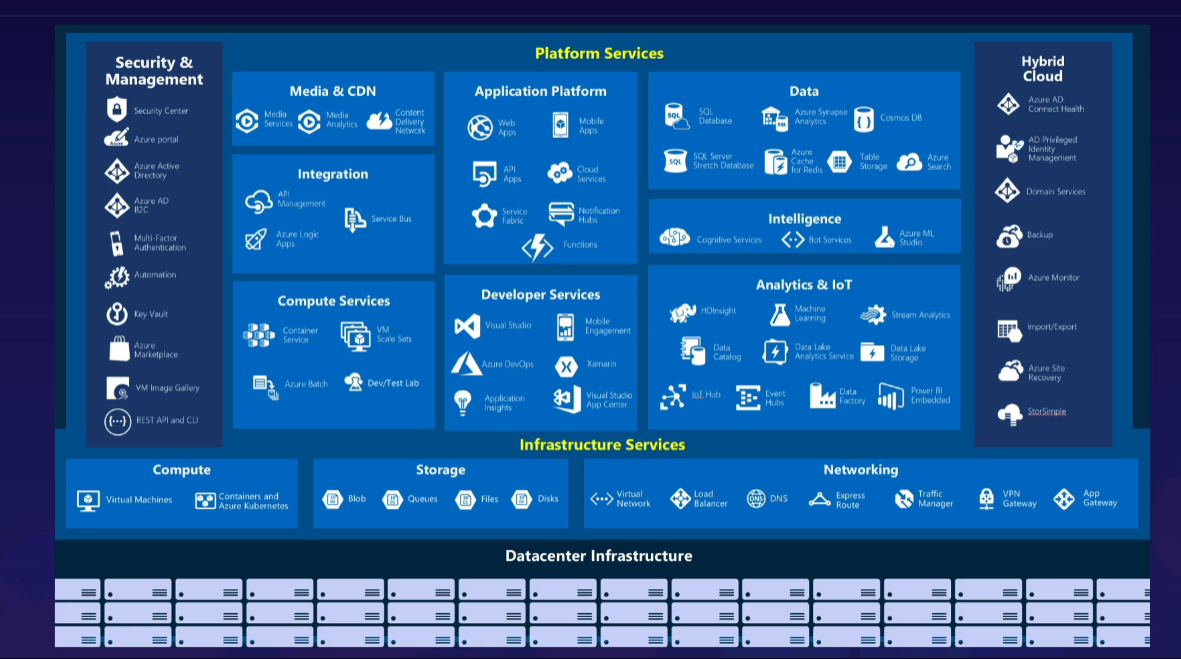 Platform Services
Security &
Management
Security Center
Azure portal
Azure
Azure Active
Directory
Azure AD
B2C
Multi-Factor
Authentication
Automation
Key Vault
Azure
Marketplace
VM Image Gallery
REST API and CLI
Media & CDN
Media
Services
Media
Analytics
Content
Delivery
Network
Integration
API
Management
Service Bus
Azure Logic
Apps
Compute Services
Container
Service
VM
Scale Sets
Azure Batch
Dev/Test Lab
Application Platform
Web
Apps
Mobile
Apps
API
Apps
Cloud
Services
Service
Fabric
Notification
Hubs
Functions
Developer Services
Visual Studio
Mobile
Engagement
Azure DevOps
Xamarin
Application
Insights
Visual Studio
App Center
Data
SQL
SQL
Database
SQL
Azure Synapse
Analytics
Cosmos DB
SQL
SQL Server
Stretch Database
Azure
Cache
for Redis
Table
Storage
Azure
Search
Intelligence
Cognitive Services
Bot Services
Azure ML
Studio
Analytics & IoT
HDInsight
Machine
Learning
Stream Analytics
Data
Catalog
Data Lake
Analytics Service
Data Lake
Storage
IoT Hub
Event
Hubs
Data
Factory
Power BI
Embedded
Hybrid
Cloud
Azure AD
Connect Health
AD Privileged
Identity
Management
Domain Services
Backup
Azure Monitor
Import/Export
Azure Site
Recovery
StorSimple
Infrastructure Services
Compute
Virtual Machines
Containers and
Azure Kubernetes
Storage
Blob
Queues
Files
Disks
Networking
Virtual
Network
Load
Balancer
DNS
DNS
Express
Route
Traffic
Manager
VPN
Gateway
App
Gateway
Datacenter Infrastructure